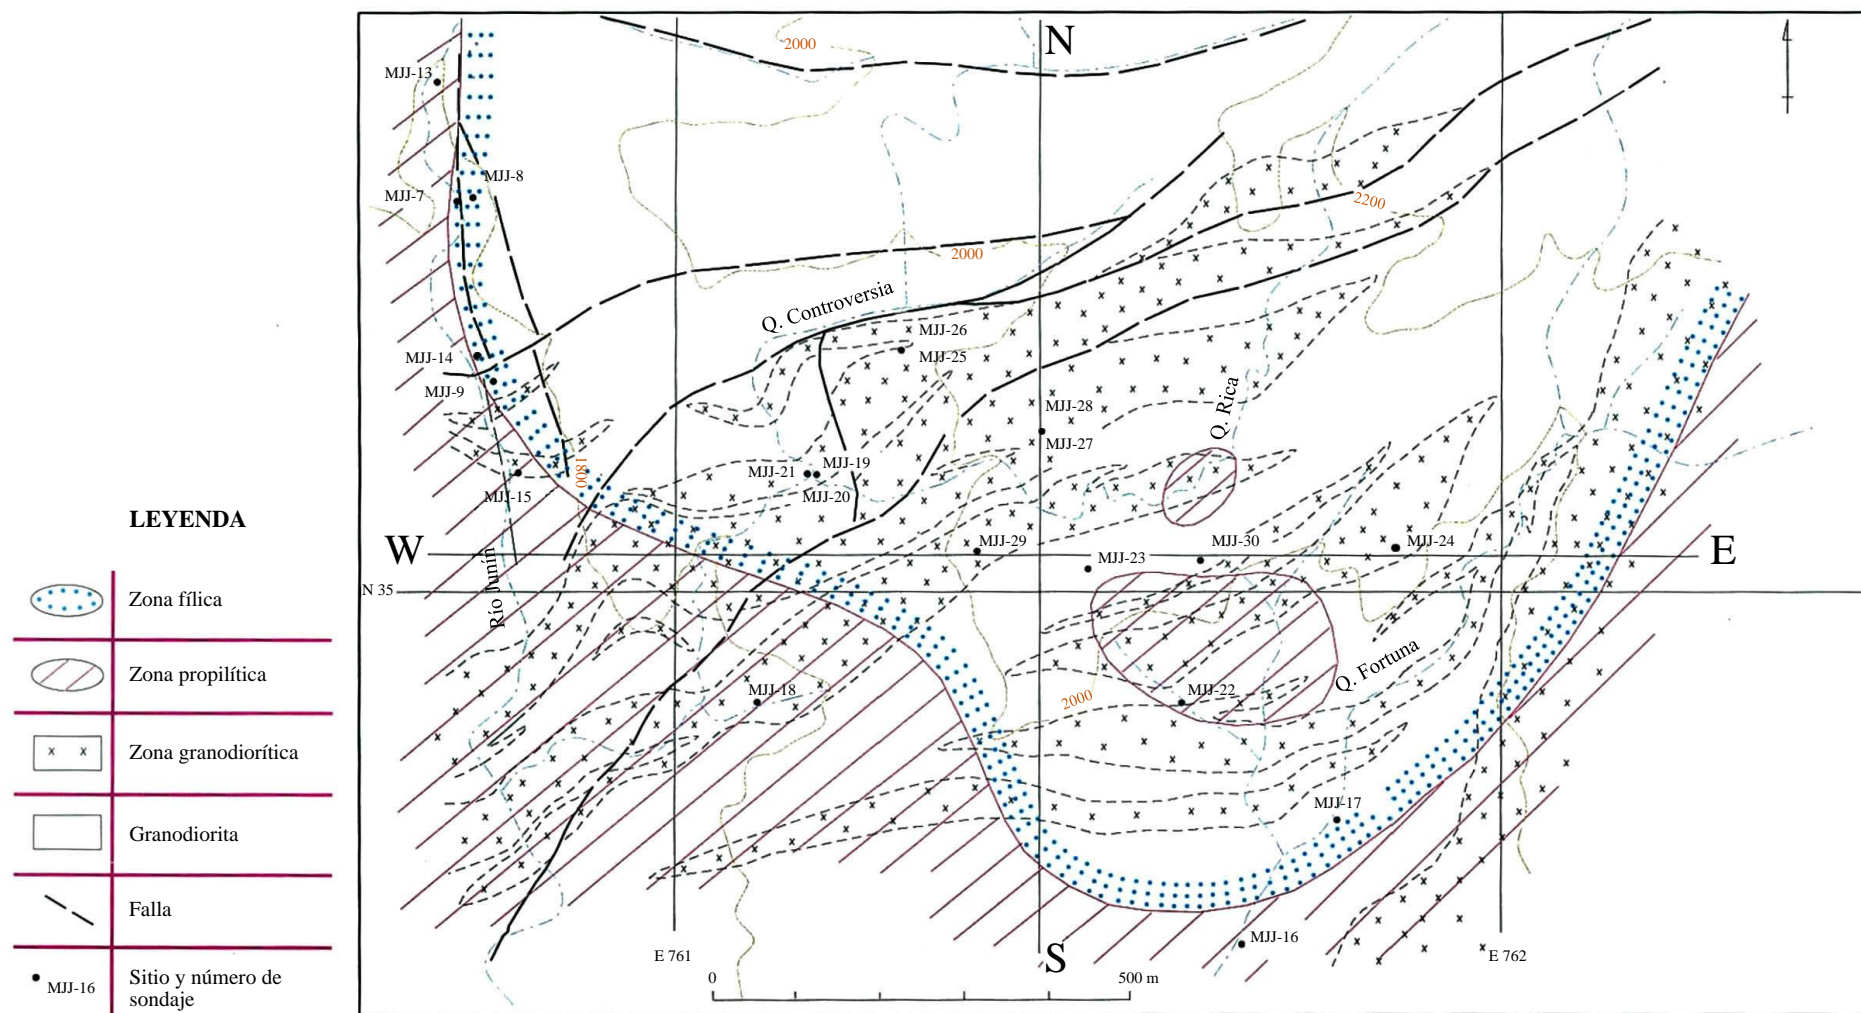 N
2000
MJJ-13
MJJ-8
MJJ-7
2200
2000
Q. Controversia
MJJ-26
MJJ-25
MJJ-14
MJJ-9
MJJ-28
Q. Rica
MJJ-27
1800
MJJ-21
MJJ-19
MJJ-20
MJJ-15
W
MJJ-29
MJJ-30
MJJ-24
E
MJJ-23
N 35
Río Junín
Q. Fortuna
MJJ-18
MJJ-22
2000
MJJ-17
MJJ-16
E 761
S
E 762
0
500 m
LEYENDA
Zona fílica
Zona propilítica
Zona granodiorítica
Granodiorita
Falla
MJJ-16
Sitio y número de
sondaje